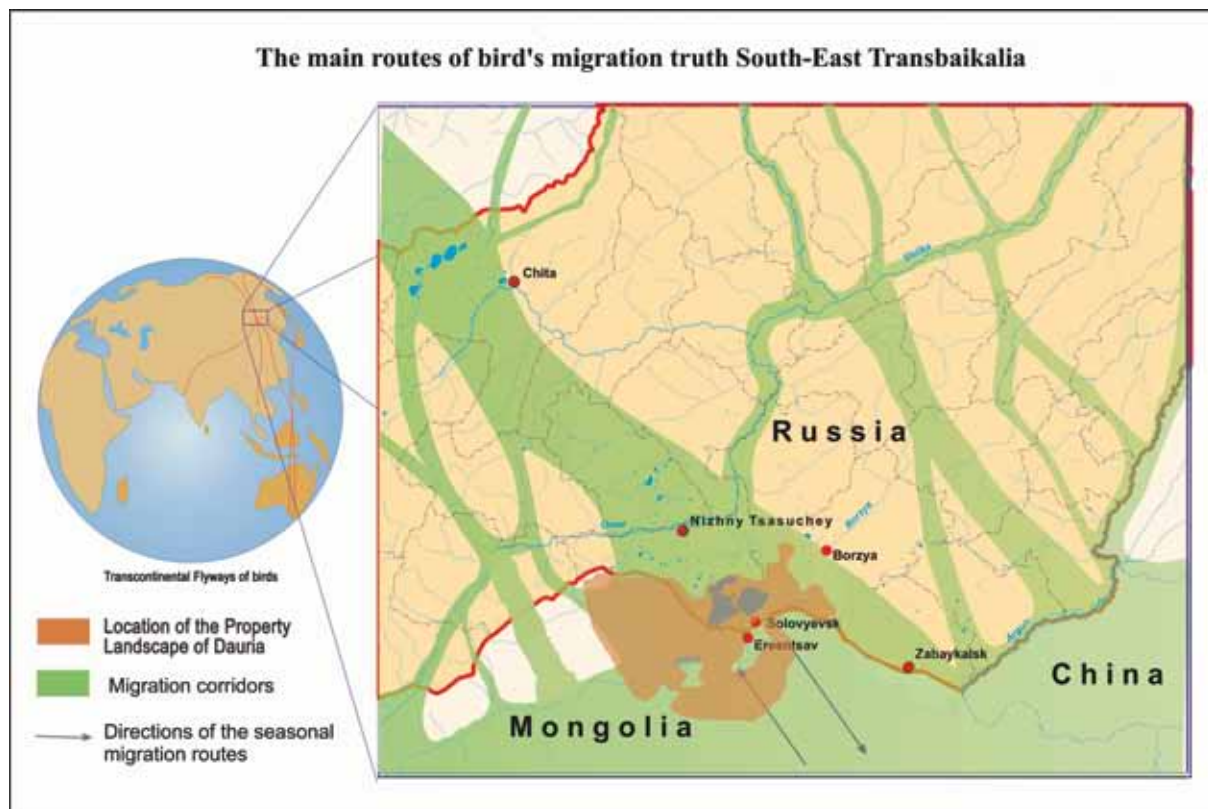 The main routes of bird's migration truth South-East Transbaikalia
Chita
Shilka
Russia
Onon
Nizhny Tsasuchey
Borzya
Borzya
Solovyevsk
Ereentsav
Zabaykalsk
Argun
China
Mongolia
Transcontinental Flyways of birds
Location of the Property
Landscape of Dauria
Migration corridors
Directions of the seasonal
migration routes